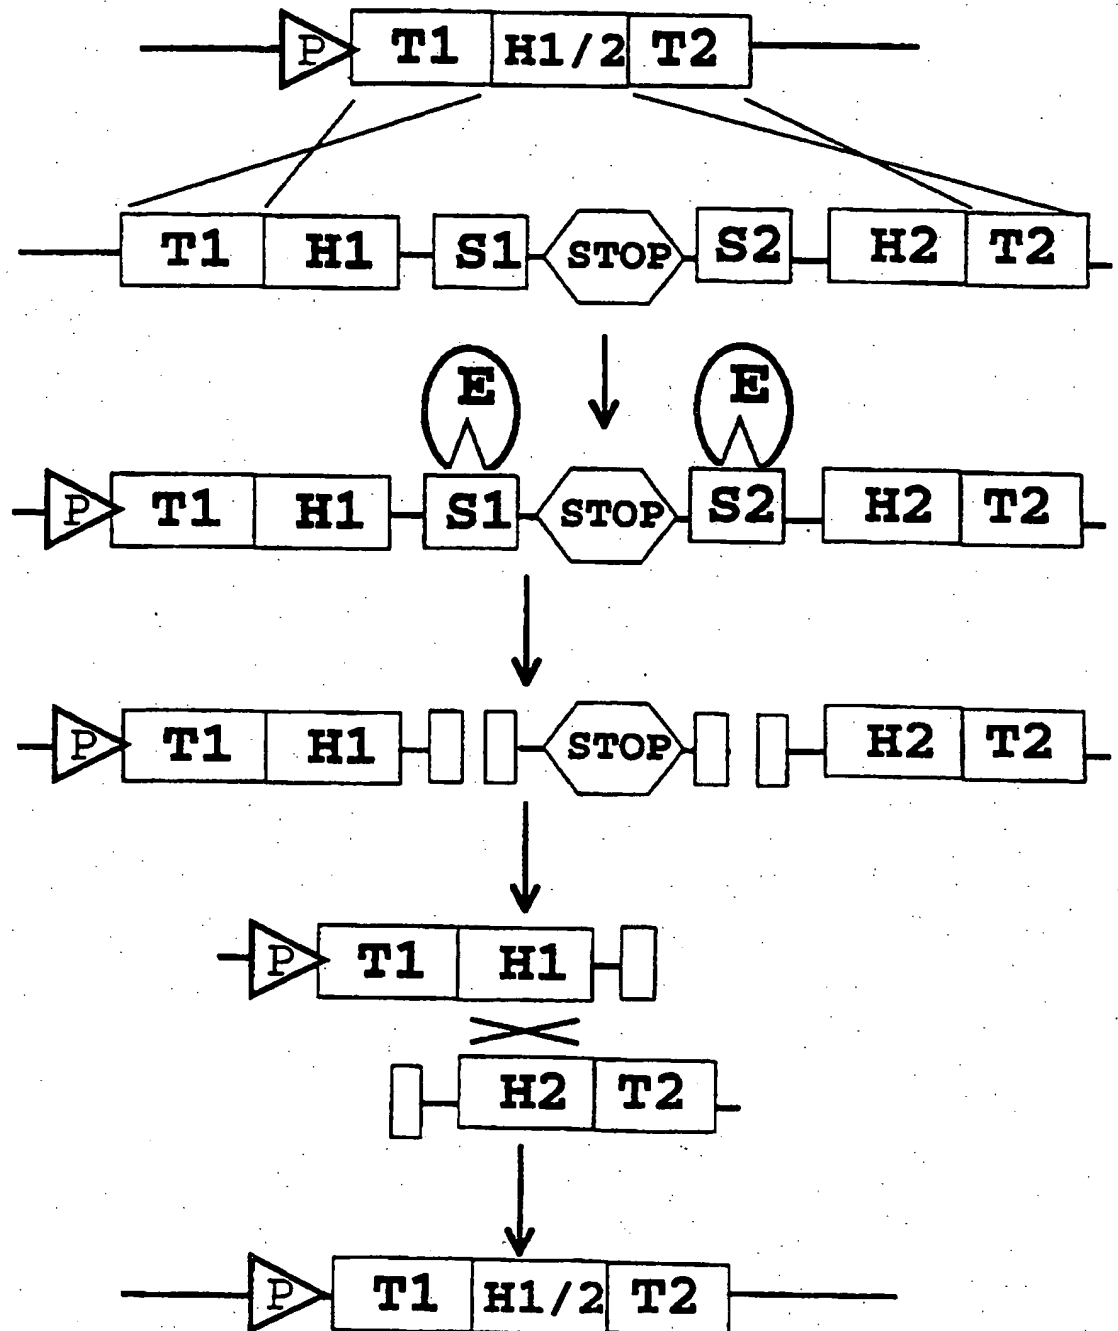 P T1 H1/2 T2
T1 H1 S1 STOP S2 H2 T2
E E
P T1 H1 S1 STOP S2 H2 T2
P T1 H1 STOP H2 T2
P T1 H1
H2 T2
P T1 H1/2 T2